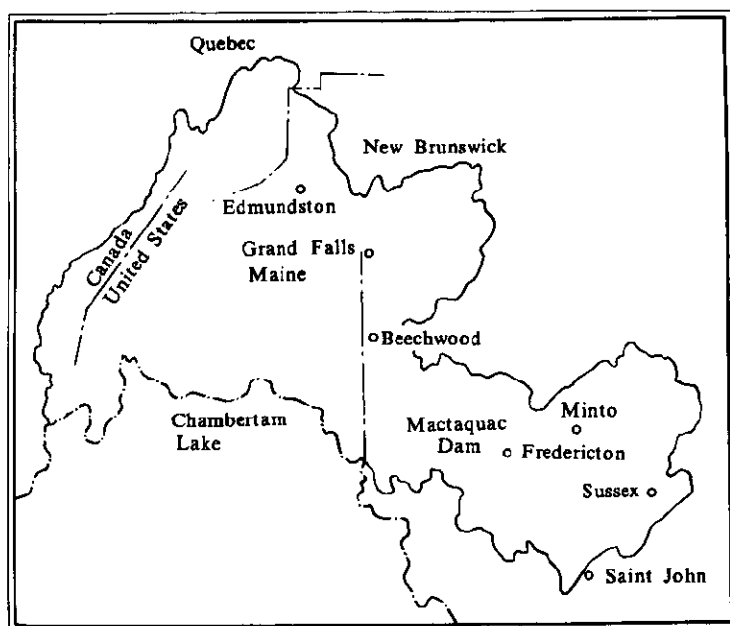 Quebec
New Brunswick
Edmundston
Canada
United States
Grand Falls
Maine
Beechwood
Chambertam
Lake
Mactaquac
Dam
Minto
Fredericton
Sussex
Saint John